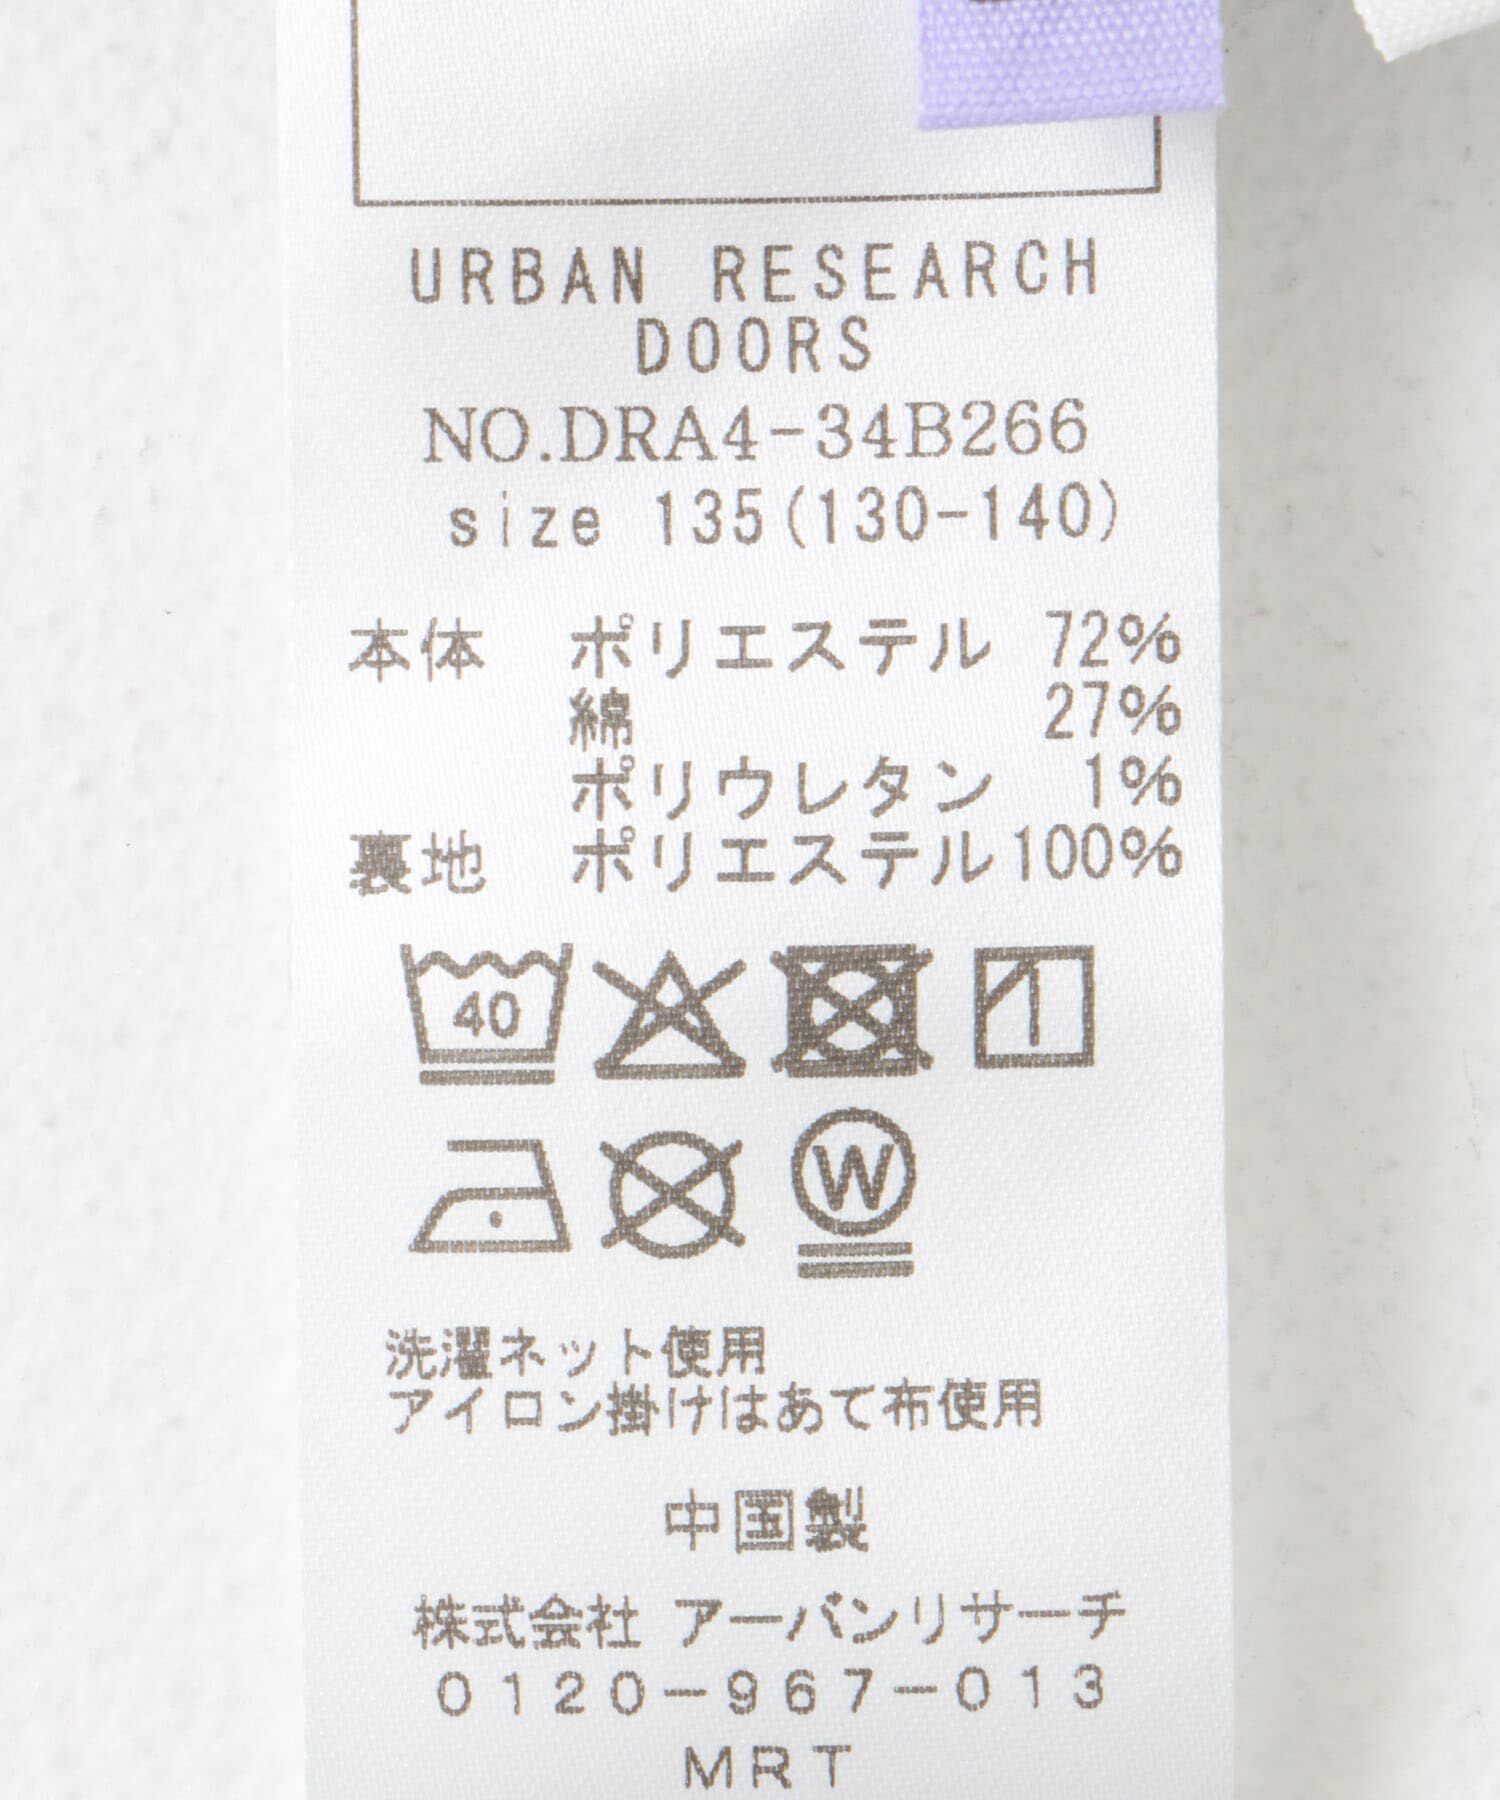 URBAN RESEARCH
DOORS
NO.DRA4-34B266
size 135(130-140)
本体 ポリエステル 72%
綿 27%
ポリウレタン 1%
裏地 ポリエステル 100%
40
W
洗濯ネット使用
アイロン掛けはあて布使用
中国製
株式会社 アーバンリサーチ
0120-967-013
MRT